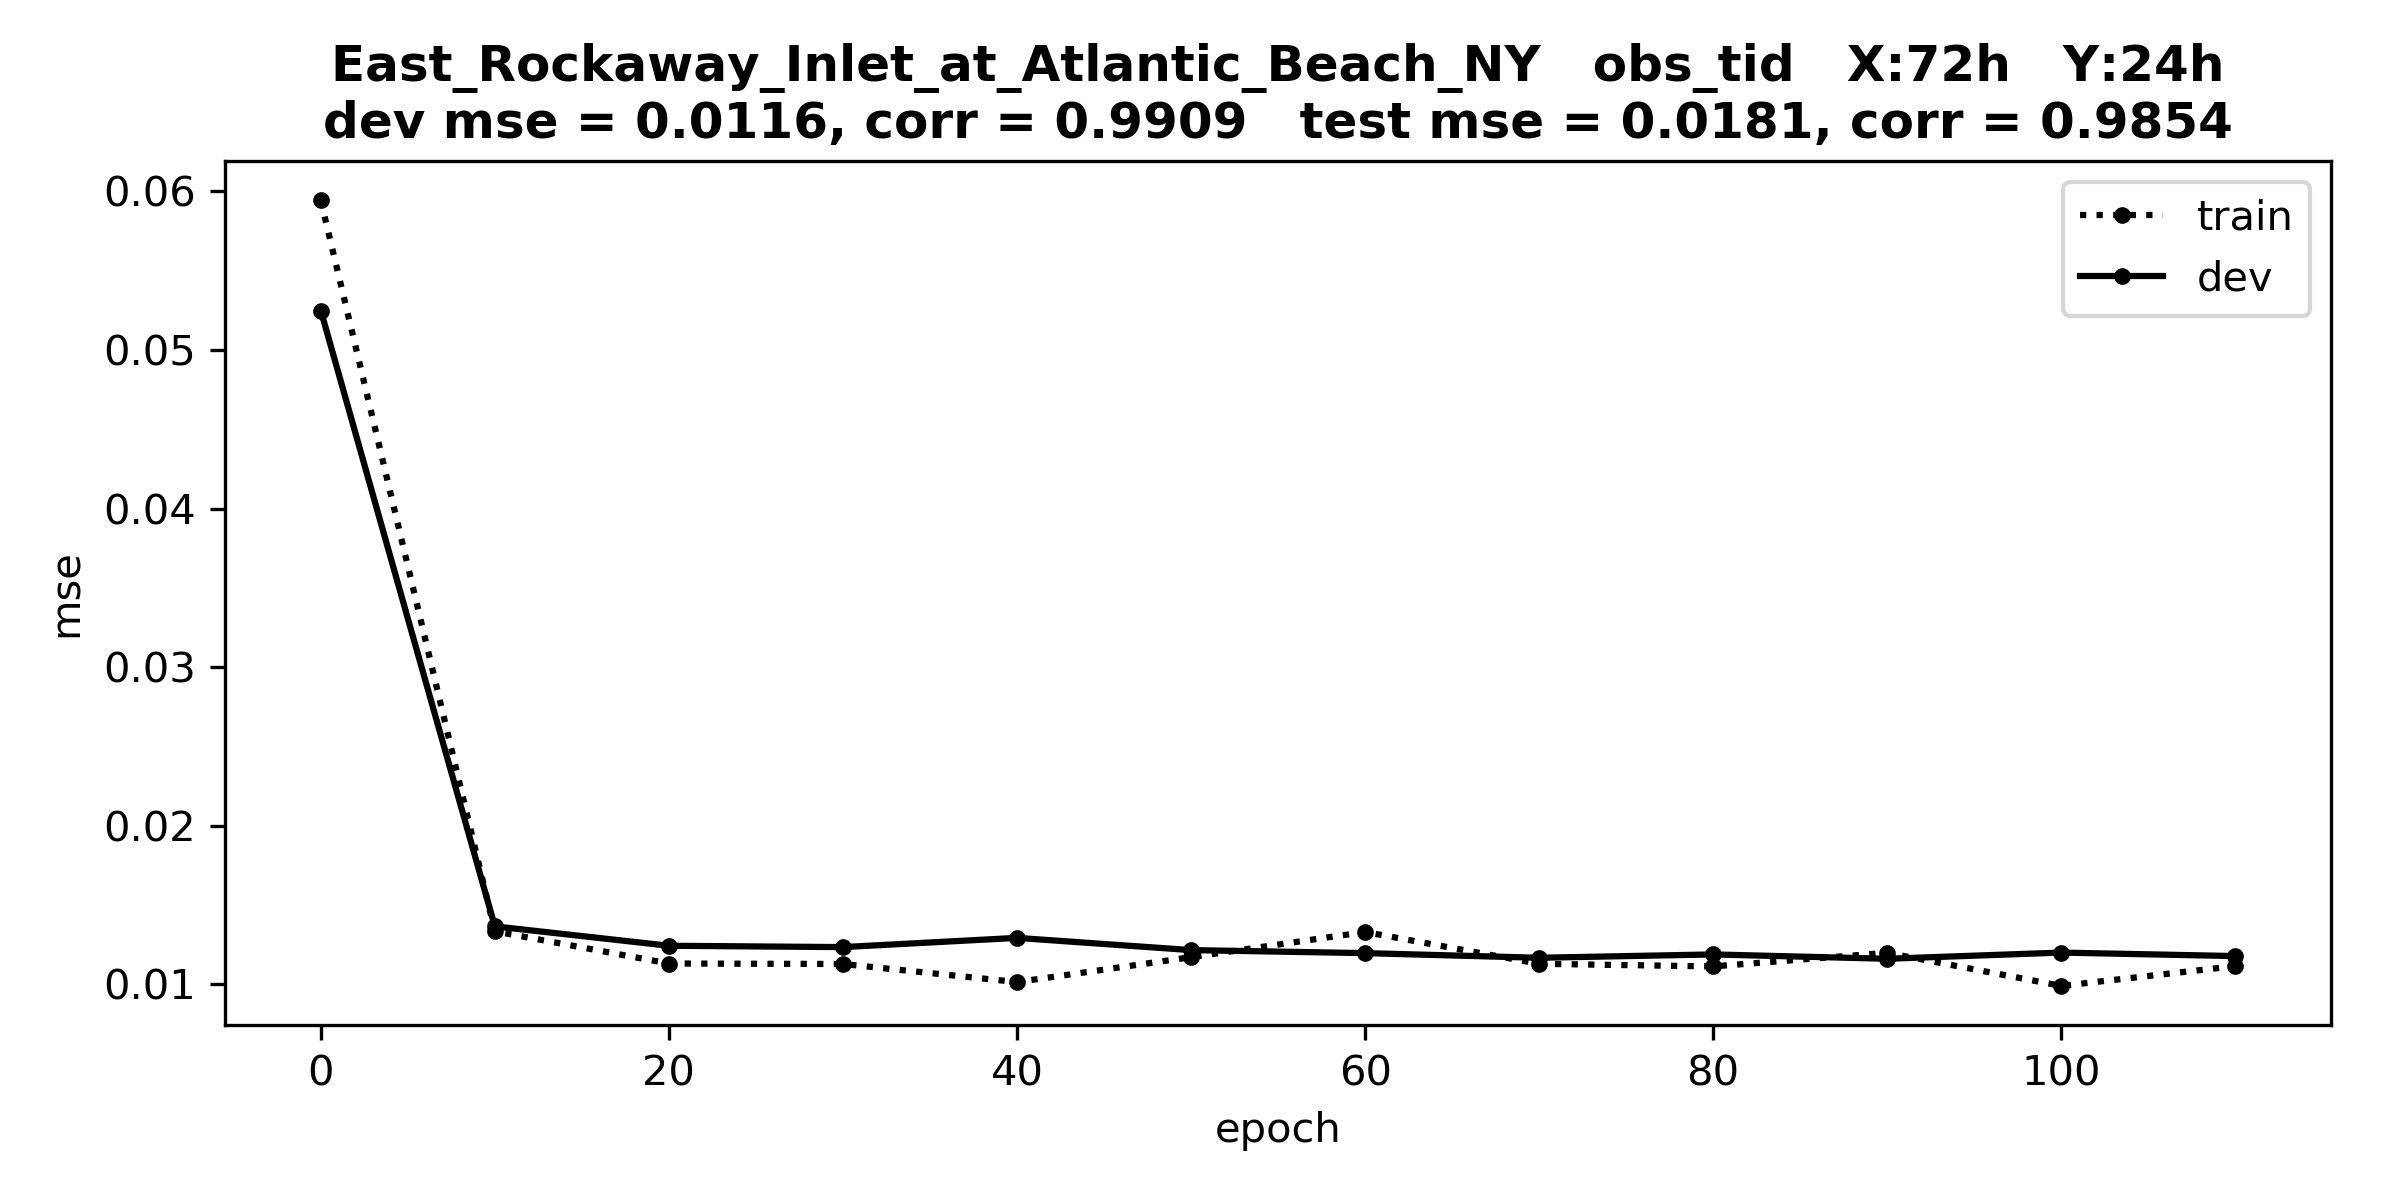 East_Rockaway_Inlet_at_Atlantic_Beach_NY   obs_tid   X:72h   Y:24h
dev mse = 0.0116, corr = 0.9909   test mse = 0.0181, corr = 0.9854
train
dev
0.06
0.05
0.04
0.03
0.02
0.01
mse
0 20 40 60 80 100
epoch